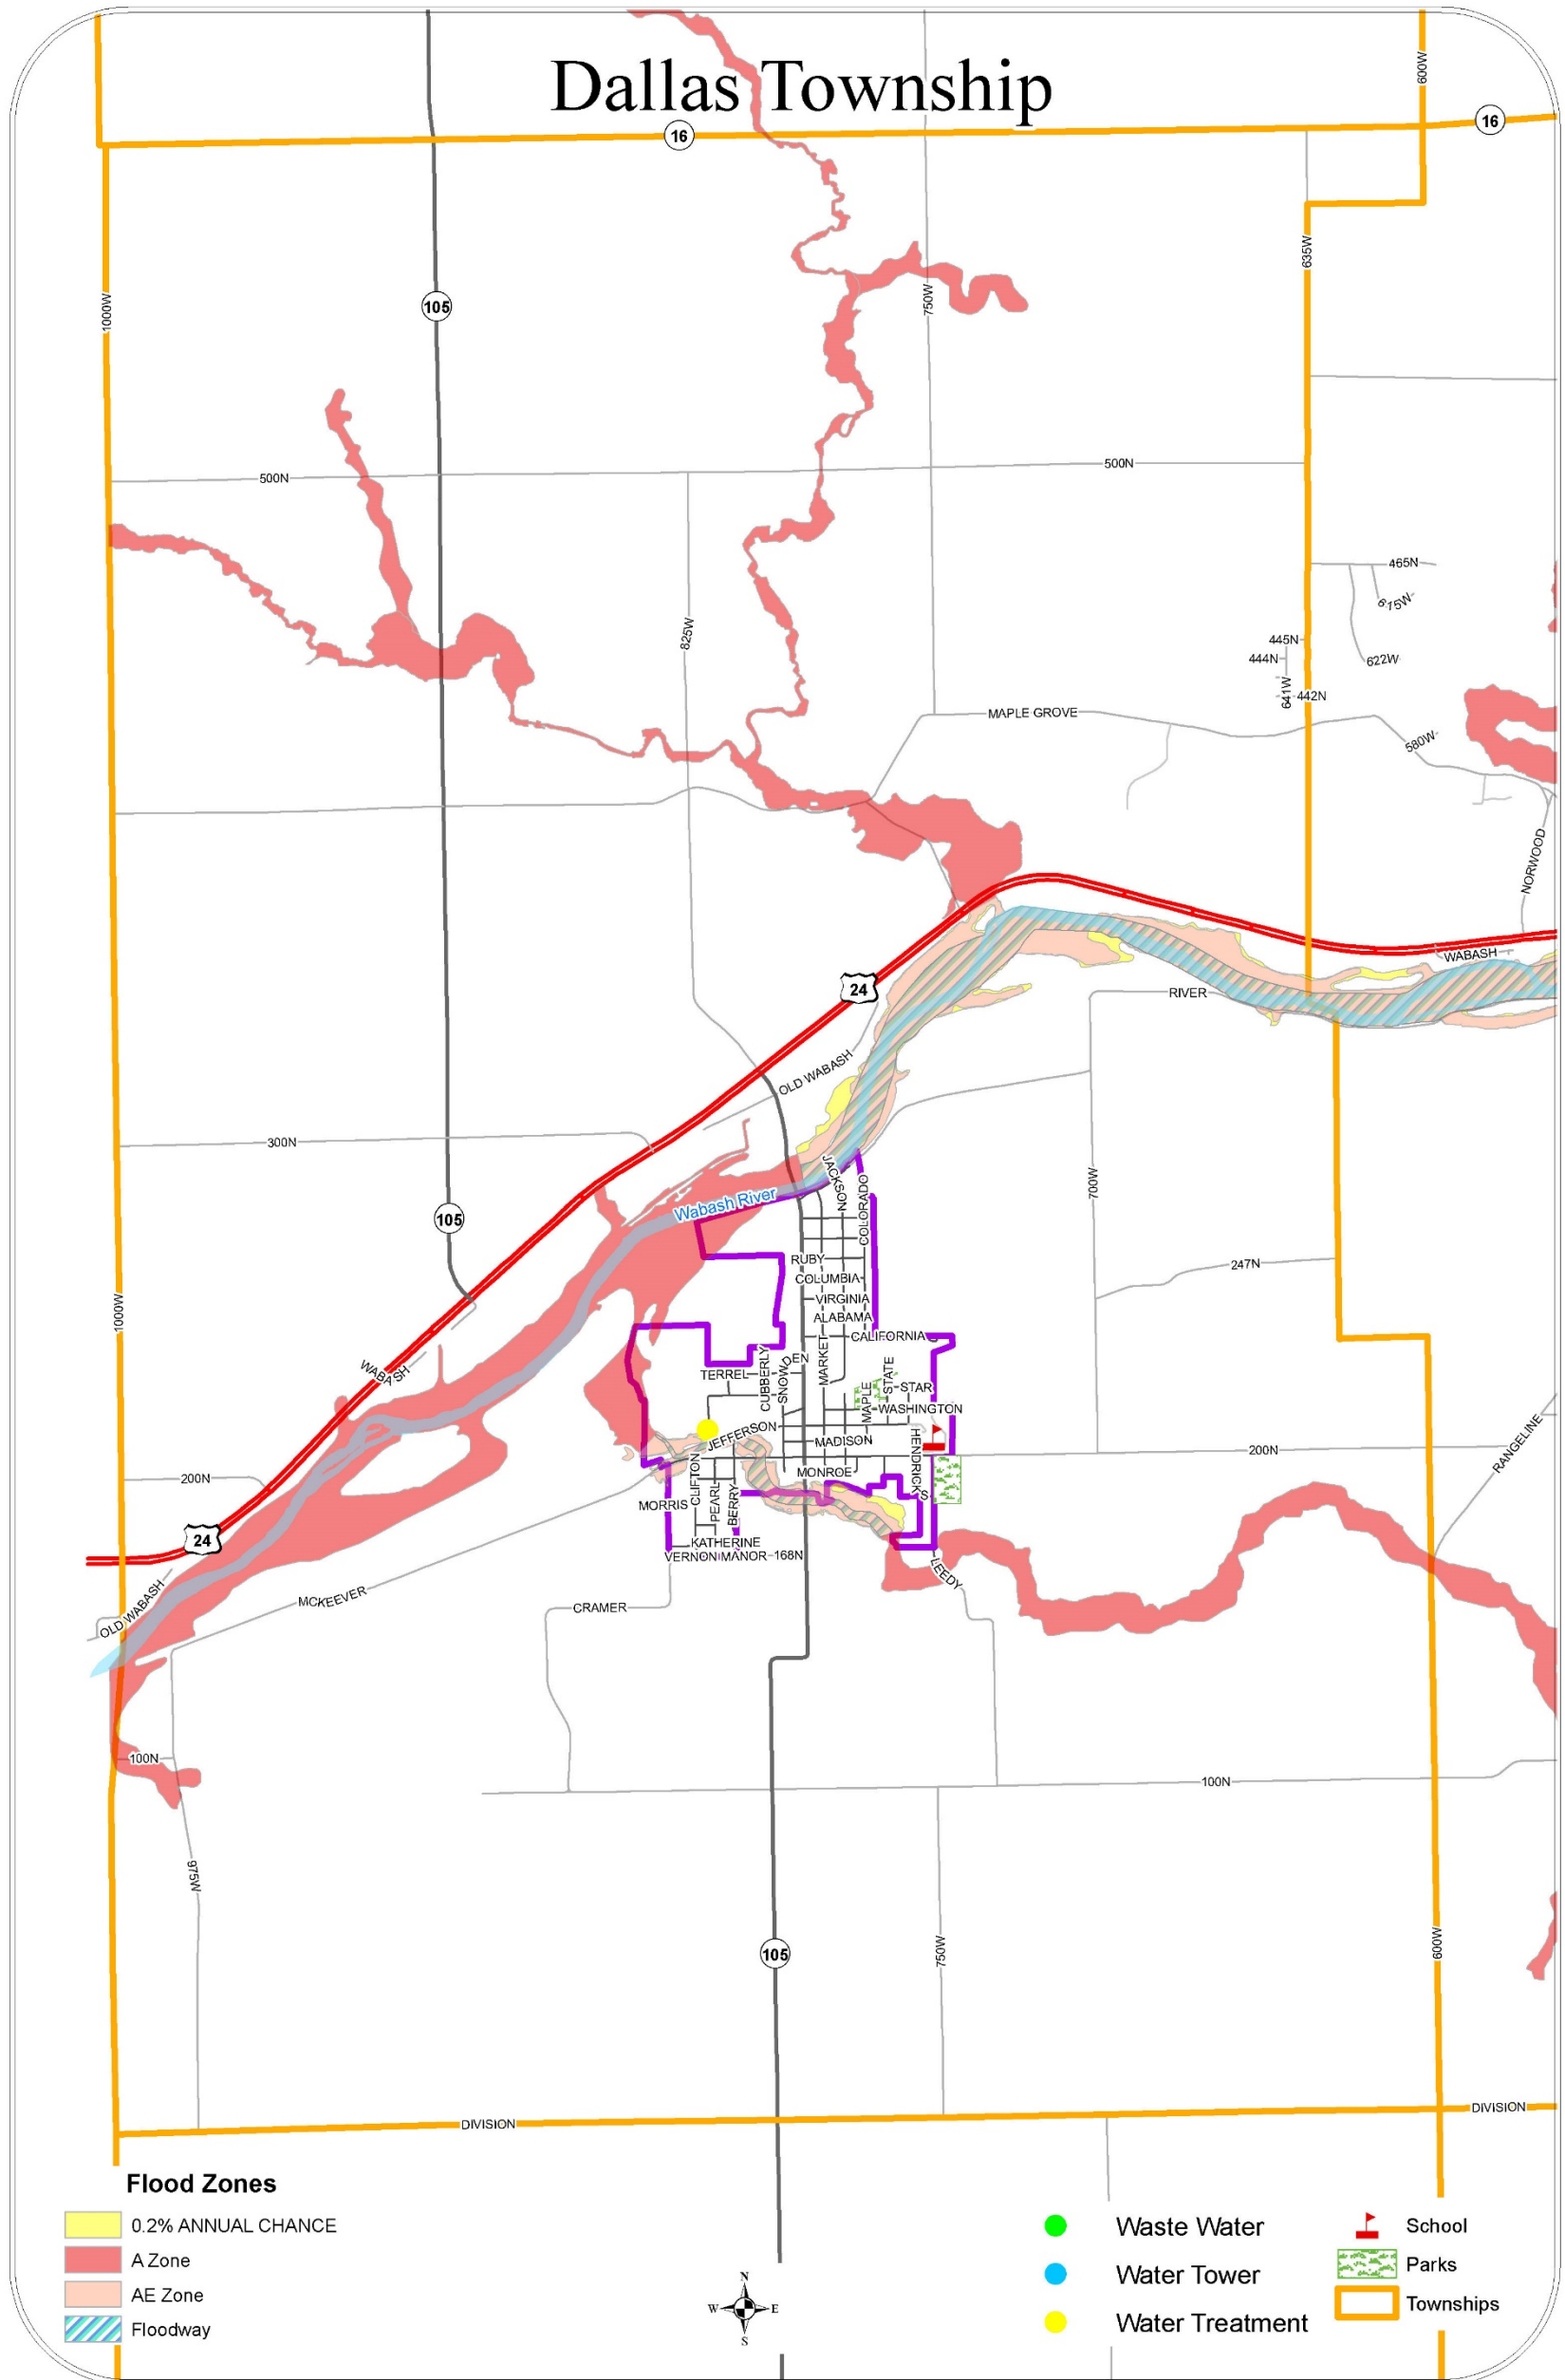 Dallas Township
600W
16
16
635W
1000W
105
750W
500N
500N
465N
615W
825W
445N
444N
622W
641W
442N
MAPLE GROVE
580W
NORWOOD
WABASH
24
RIVER
OLD WABASH
300N
JACKSON
700W
COLORADO
Wabash River
105
RUBY
247N
COLUMBIA
VIRGINIA
1000W
ALABAMA
CALIFORNIA
MARKET
SNOWDEN
CUBBERLY
STATE
WABASH
TERREL
STAR
MAPLE
WASHINGTON
JEFFERSON
MADISON
HENDRICKS
RANGELINE
200N
200N
MONROE
CLIFTON
PEARL
BERRY
MORRIS
24
KATHERINE
VERNON MANOR
168N
LEEDY
OLD WABASH
MCKEEVER
CRAMER
100N
100N
975W
750W
600W
105
DIVISION
DIVISION
Flood Zones
0.2% ANNUAL CHANCE
A Zone
AE Zone
Floodway
N
W
E
S
Waste Water
Water Tower
Water Treatment
School
Parks
Townships